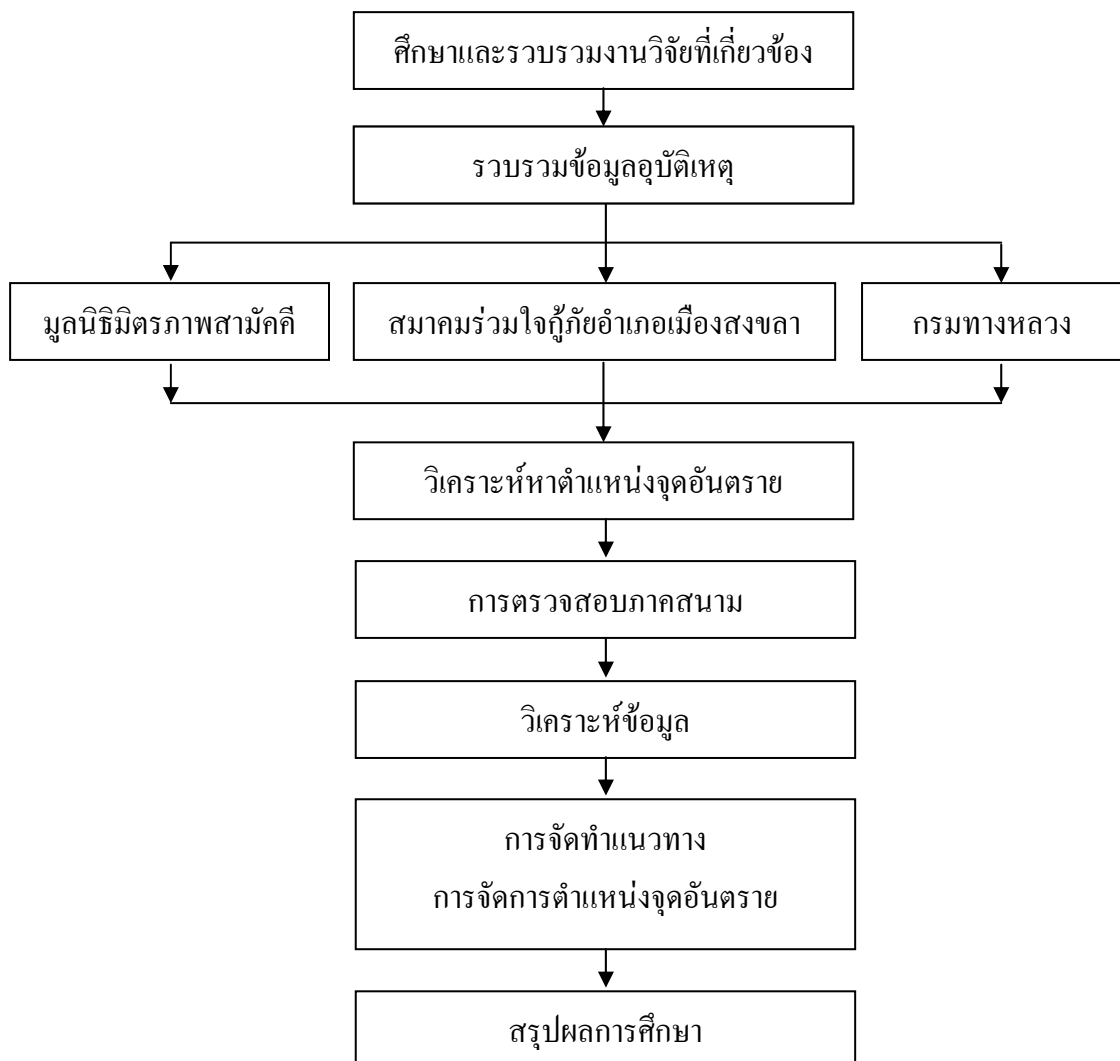 ศึกษาและรวบรวมงานวิจัยที่เกี่ยวข้อง
รวบรวมข้อมูลอุบัติเหตุ
มูลนิธิมิตรภาพสามัคคี
สมาคมร่วมใจกู้ภัยอำเภอเมืองสงขลา
กรมทางหลวง
วิเคราะห์หาตำแหน่งจุดอันตราย
การตรวจสอบภาคสนาม
วิเคราะห์ข้อมูล
การจัดทำแนวทาง
การจัดการตำแหน่งจุดอันตราย
สรุปผลการศึกษา